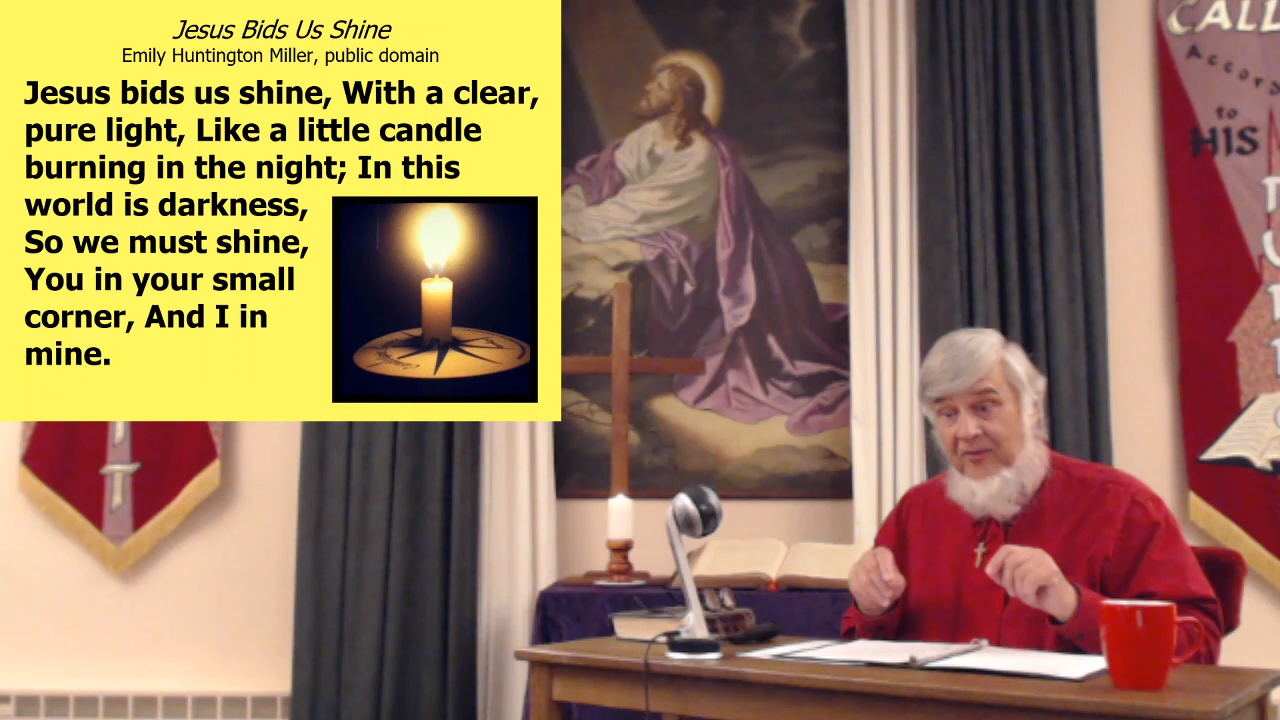 Jesus Bids Us Shine
Emily Huntington Miller, public domain
Jesus bids us shine, With a clear,
pure light, Like a little candle
burning in the night; In this
world is darkness,
So we must shine,
You in your small
corner, And I in
mine.
CALL
Accor
to
HIS